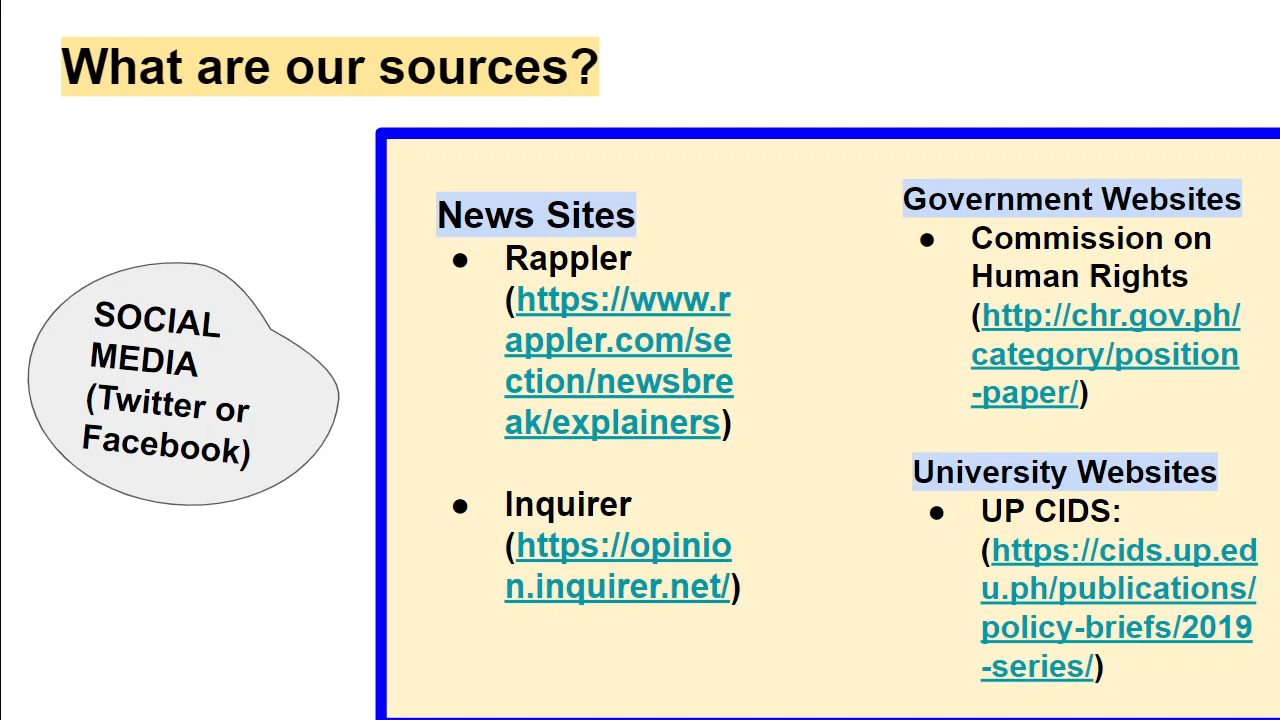 What are our sources?
SOCIAL
MEDIA
(Twitter or
Facebook)
News Sites
● Rappler
(https://www.r
appler.com/se
ction/newsbre
ak/explainers)
● Inquirer
(https://opinio
n.inquirer.net/)
Government Websites
● Commission on
Human Rights
(http://chr.gov.ph/
category/position
-paper/)
University Websites
● UP CIDS:
(https://cids.up.ed
u.ph/publications/
policy-briefs/2019
-series/)